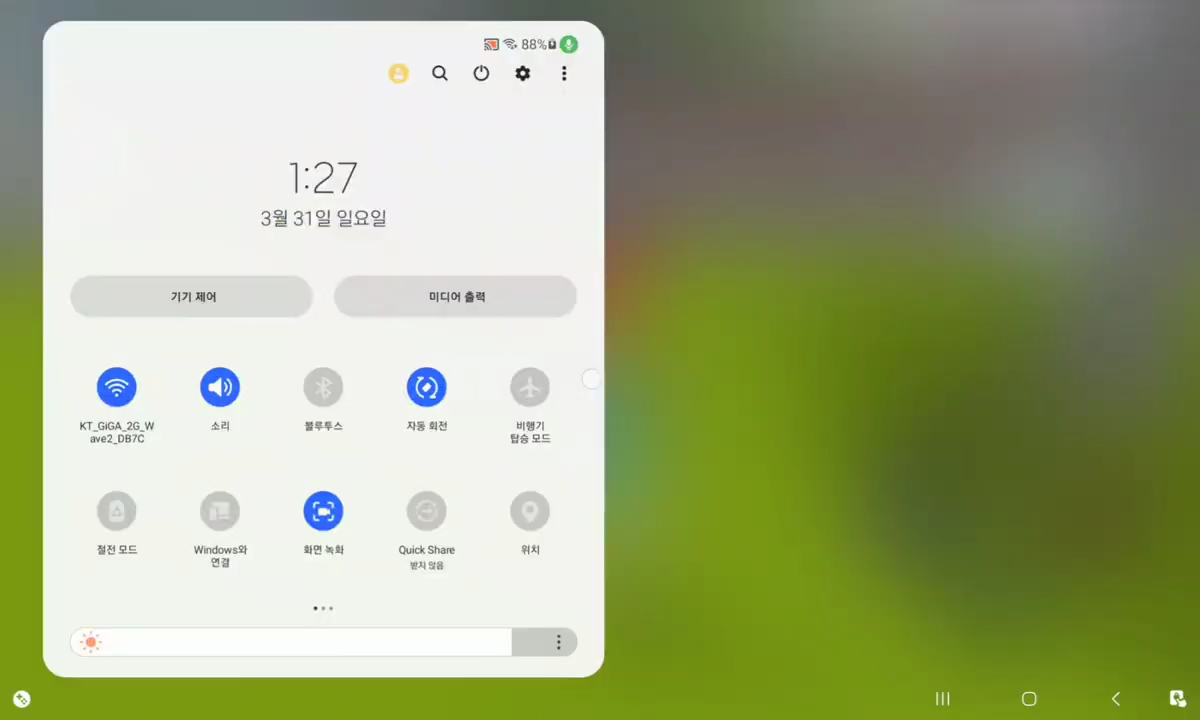 88%
1:27
3월 31일 일요일
기기 제어
미디어 출력
KT_GiGA_2G_W
ave2_DB7C
소리
블루투스
자동 회전
비행기
탑승 모드
절전 모드
Windows와
연결
화면 녹화
Quick Share
받지 않음
위치